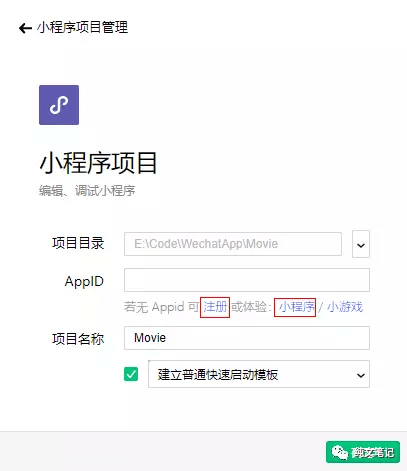 小程序项目管理
小程序项目
编辑、调试小程序
项目目录 E:\Code\WechatApp\Movie
AppID
若无 Appid 可 注册 或体验: 小程序 / 小游戏
项目名称 Movie
建立普通快速启动模板
笔记